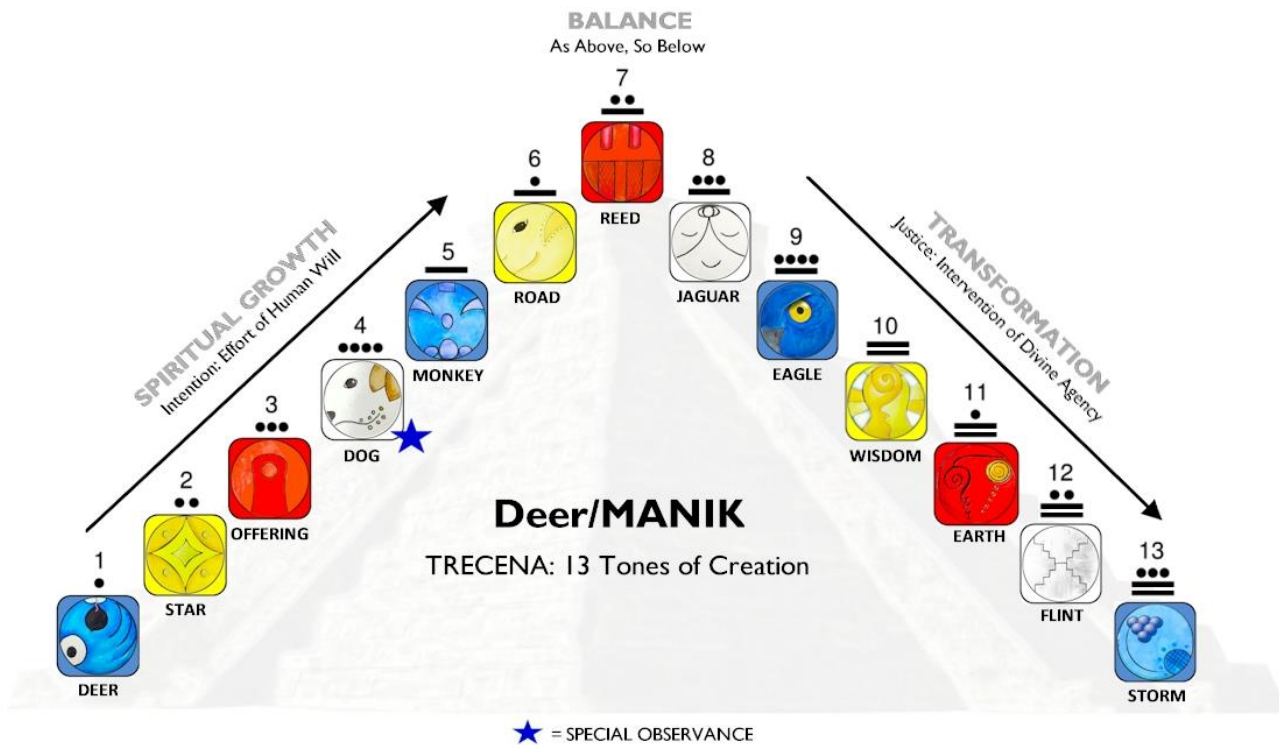 BALANCE
As Above, So Below
7
REED
6
ROAD
8
JAGUAR
SPIRITUAL GROWTH
Intention: Effort of Human Will
TRANSFORMATION
Justice: Intervention of Divine Agency
5
MONKEY
9
EAGLE
4
DOG
10
WISDOM
3
OFFERING
11
EARTH
2
STAR
12
FLINT
1
DEER
13
STORM
Deer/MANIK
TRECENA: 13 Tones of Creation
= SPECIAL OBSERVANCE